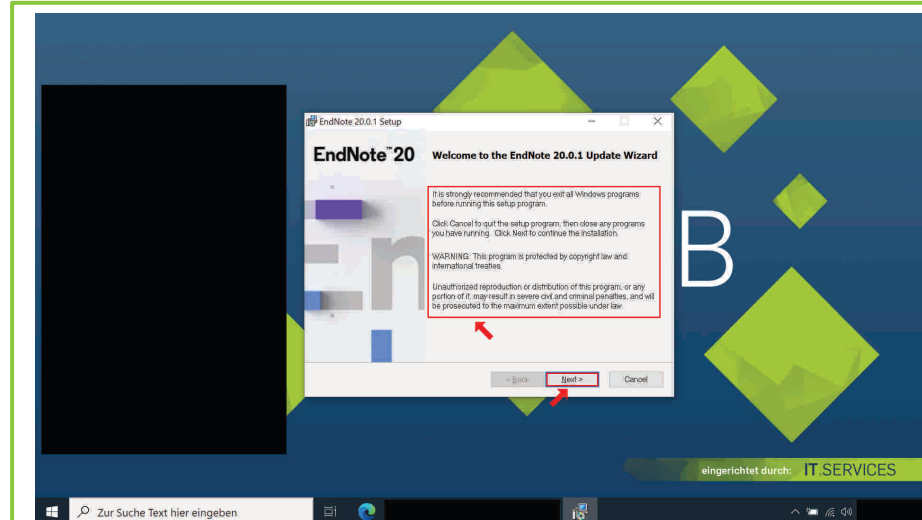 EndNote 20.0.1 Setup
EndNote™20
Welcome to the EndNote 20.0.1 Update Wizard
It is strongly recommended that you exit all Windows programs
before running this setup program.
Click Cancel to quit the setup program, then close any programs
you have running. Click Next to continue the installation.
WARNING: This program is protected by copyright law and
international treaties.
Unauthorized reproduction or distribution of this program, or any
portion of it, may result in severe civil and criminal penalties, and will
be prosecuted to the maximum extent possible under law.
En
B
< Back Next > Cancel
eingerichtet durch: IT.SERVICES
Zur Suche Text hier eingeben